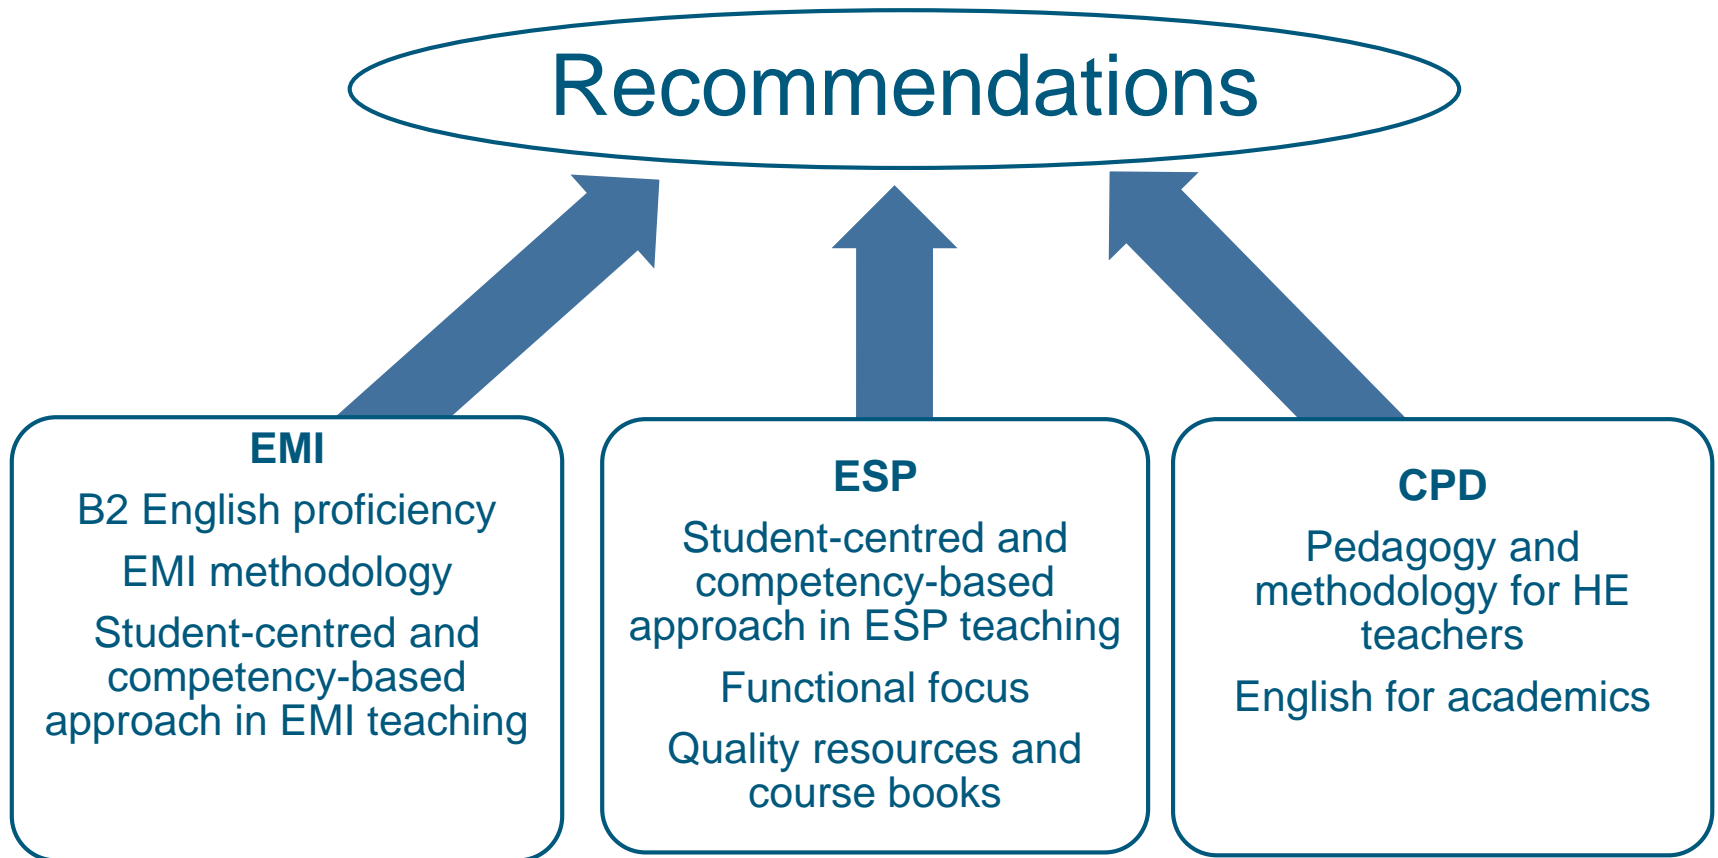 Recommendations
EMI
B2 English proficiency
EMI methodology
Student-centred and
competency-based
approach in EMI teaching
ESP
Student-centred and
competency-based
approach in ESP teaching
Functional focus
Quality resources and
course books
CPD
Pedagogy and
methodology for HE
teachers
English for academics